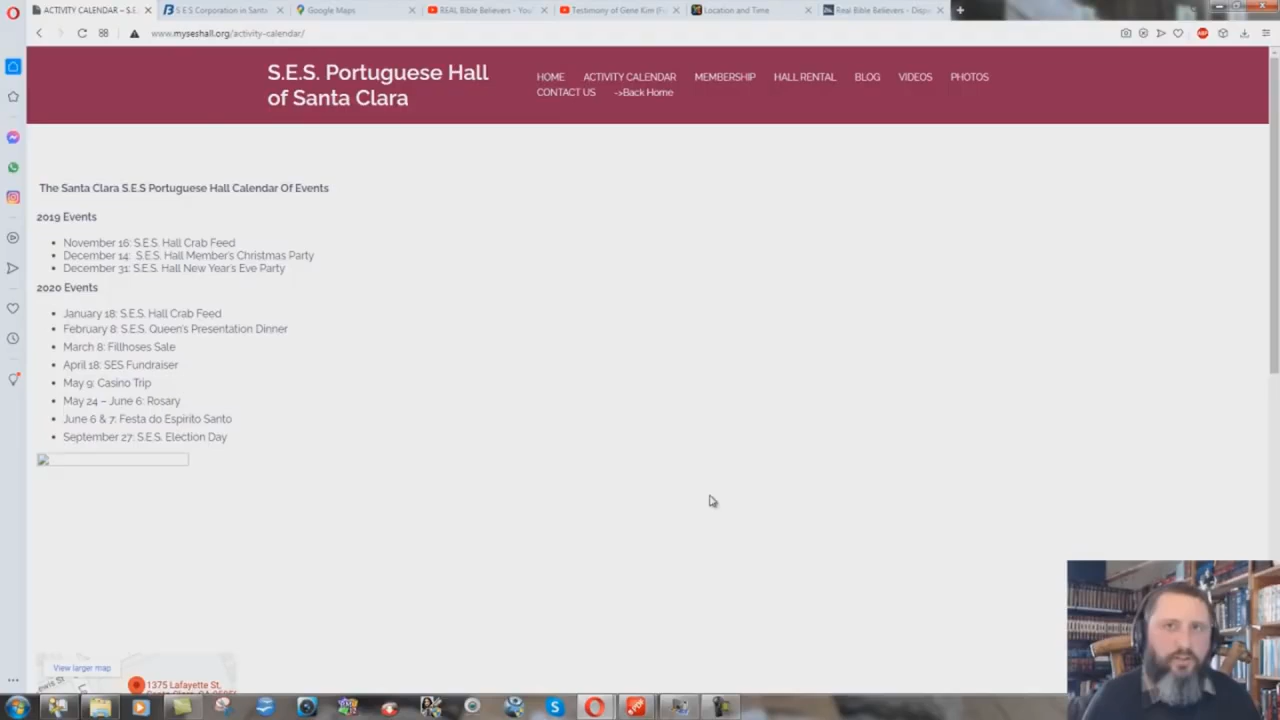 ACTIVITY CALENDAR – S.E.
S E S Corporation in Santa
Google Maps
REAL Bible Believers - You
Testimony of Gene Kim (F
Location and Time
Real Bible Believers - Disp
www.myseshall.org/activity-calendar/
S.E.S. Portuguese Hall
of Santa Clara
HOME ACTIVITY CALENDAR MEMBERSHIP HALL RENTAL BLOG VIDEOS PHOTOS
CONTACT US ->Back Home
The Santa Clara S.E.S Portuguese Hall Calendar Of Events
2019 Events
November 16: S.E.S. Hall Crab Feed
December 14: S.E.S. Hall Member's Christmas Party
December 31: S.E.S. Hall New Year's Eve Party
2020 Events
January 18: S.E.S. Hall Crab Feed
February 8: S.E.S. Queen's Presentation Dinner
March 8: Fillhoses Sale
April 18: SES Fundraiser
May 9: Casino Trip
May 24 – June 6: Rosary
June 6 & 7: Festa do Espirito Santo
September 27: S.E.S. Election Day
View larger map
1375 Lafayette St,